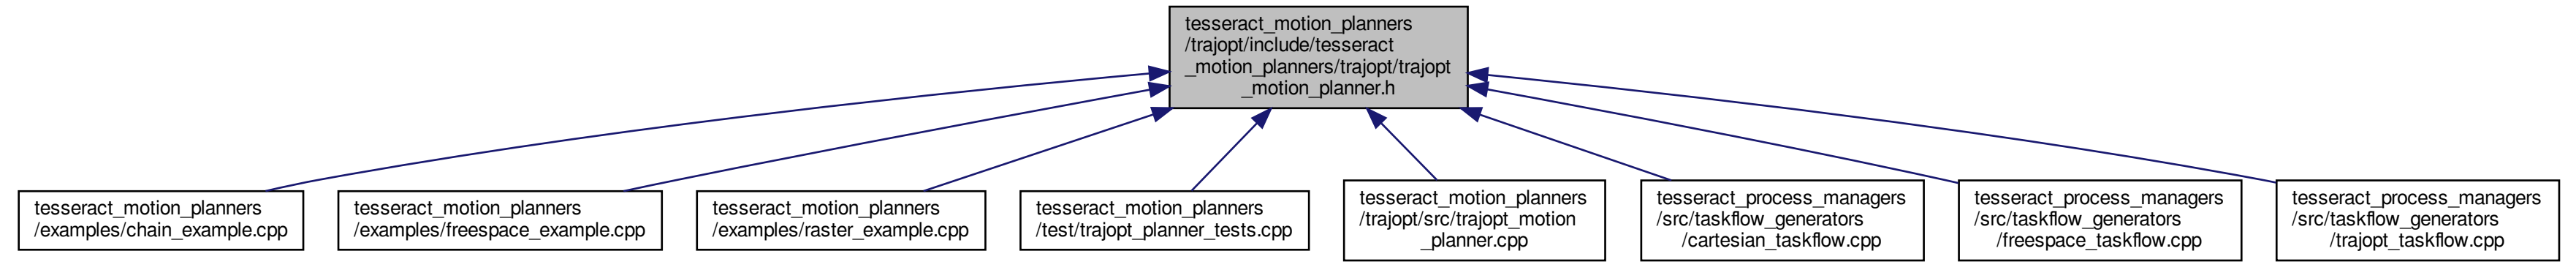 tesseract_motion_planners
/trajopt/include/tesseract
_motion_planners/trajopt/trajopt
_motion_planner.h
tesseract_motion_planners
/examples/chain_example.cpp
tesseract_motion_planners
/examples/freespace_example.cpp
tesseract_motion_planners
/examples/raster_example.cpp
tesseract_motion_planners
/test/trajopt_planner_tests.cpp
tesseract_motion_planners
/trajopt/src/trajopt_motion
_planner.cpp
tesseract_process_managers
/src/taskflow_generators
/cartesian_taskflow.cpp
tesseract_process_managers
/src/taskflow_generators
/freespace_taskflow.cpp
tesseract_process_managers
/src/taskflow_generators
/trajopt_taskflow.cpp